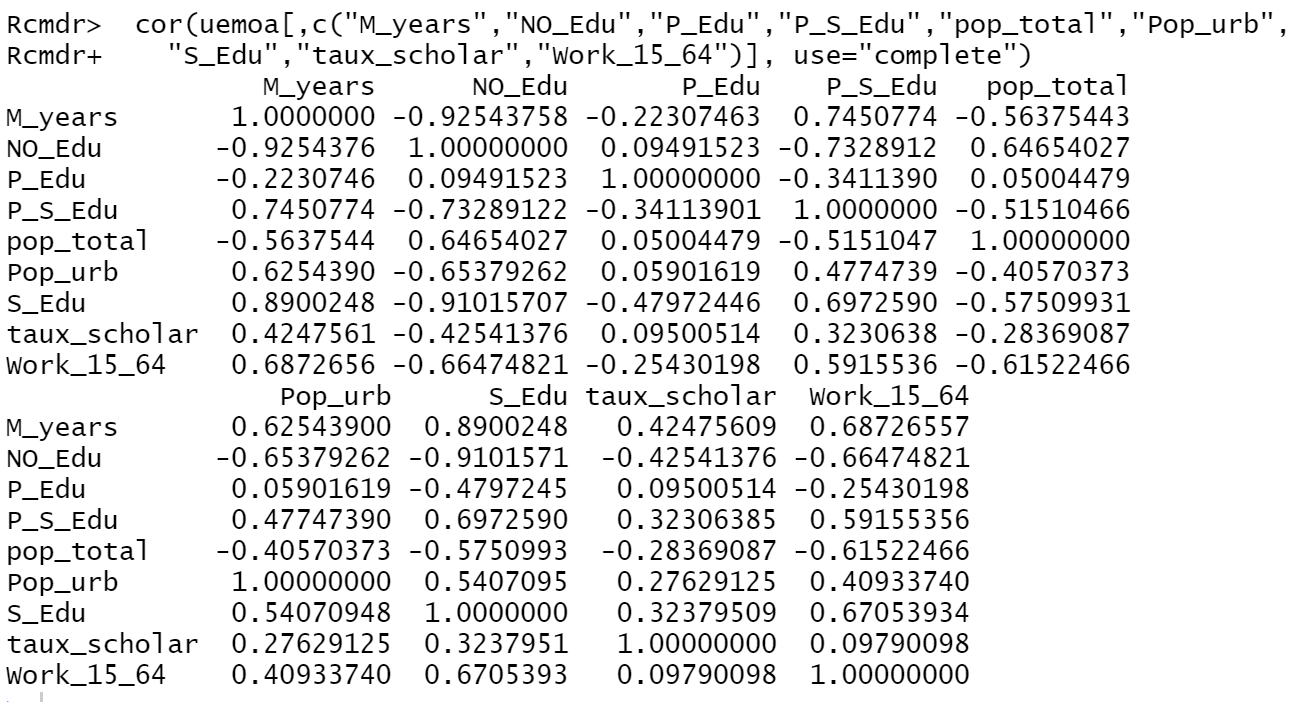 Rcmdr>  cor(uemoa[,c("M_years","NO_Edu","P_Edu","P_S_Edu","pop_total","Pop_urb",
Rcmdr+    "S_Edu","taux_scholar","Work_15_64")], use="complete")
                M_years      NO_Edu       P_Edu    P_S_Edu   pop_total
M_years       1.0000000 -0.92543758 -0.22307463  0.7450774 -0.56375443
NO_Edu       -0.9254376  1.00000000  0.09491523 -0.7328912  0.64654027
P_Edu        -0.2230746  0.09491523  1.00000000 -0.3411390  0.05004479
P_S_Edu       0.7450774 -0.73289122 -0.34113901  1.0000000 -0.51510466
pop_total    -0.5637544  0.64654027  0.05004479 -0.5151047  1.00000000
Pop_urb       0.6254390 -0.65379262  0.05901619  0.4774739 -0.40570373
S_Edu         0.8900248 -0.91015707 -0.47972446  0.6972590 -0.57509931
taux_scholar  0.4247561 -0.42541376  0.09500514  0.3230638 -0.28369087
Work_15_64    0.6872656 -0.66474821 -0.25430198  0.5915536 -0.61522466
                 Pop_urb      S_Edu taux_scholar  Work_15_64
M_years       0.62543900  0.8900248   0.42475609  0.68726557
NO_Edu       -0.65379262 -0.9101571  -0.42541376 -0.66474821
P_Edu         0.05901619 -0.4797245   0.09500514 -0.25430198
P_S_Edu       0.47747390  0.6972590   0.32306385  0.59155356
pop_total    -0.40570373 -0.5750993  -0.28369087 -0.61522466
Pop_urb       1.00000000  0.5407095   0.27629125  0.40933740
S_Edu         0.54070948  1.0000000   0.32379509  0.67053934
taux_scholar  0.27629125  0.3237951   1.00000000  0.09790098
Work_15_64    0.40933740  0.6705393   0.09790098  1.00000000